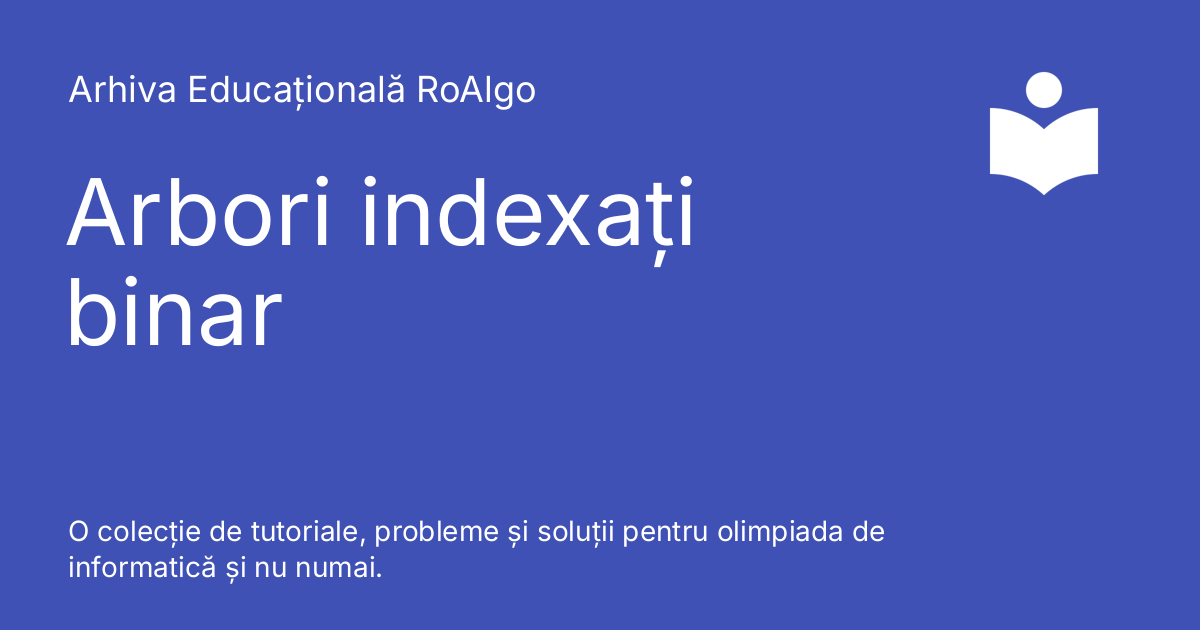 Arhiva Educațională RoAlgo
Arbori indexați
binar
O colecție de tutoriale, probleme și soluții pentru olimpiada de
informatică și nu numai.